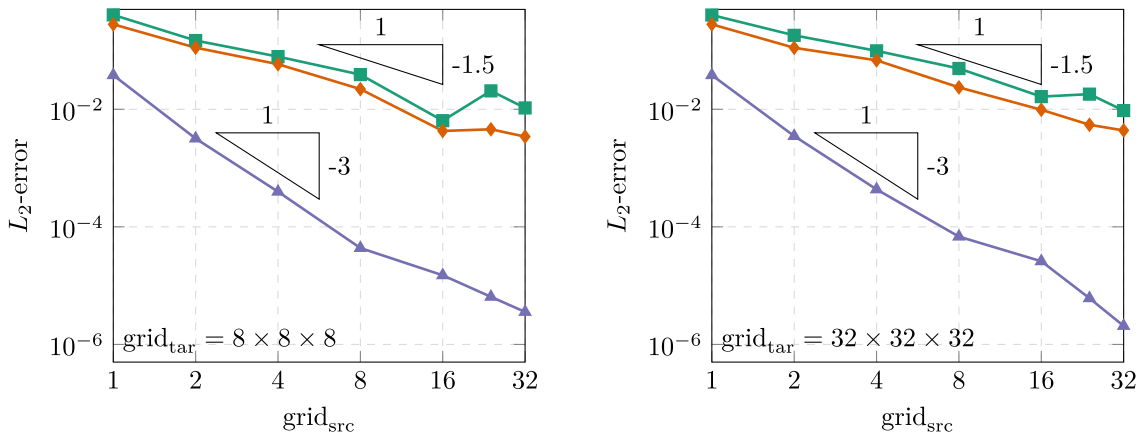 1
-1.5
10⁻²
1
-3
L₂-error
10⁻⁴
10⁻⁶
grid_tar = 8 × 8 × 8
1 2 4 8 16 32
grid_src
1
-1.5
10⁻²
1
-3
L₂-error
10⁻⁴
10⁻⁶
grid_tar = 32 × 32 × 32
1 2 4 8 16 32
grid_src